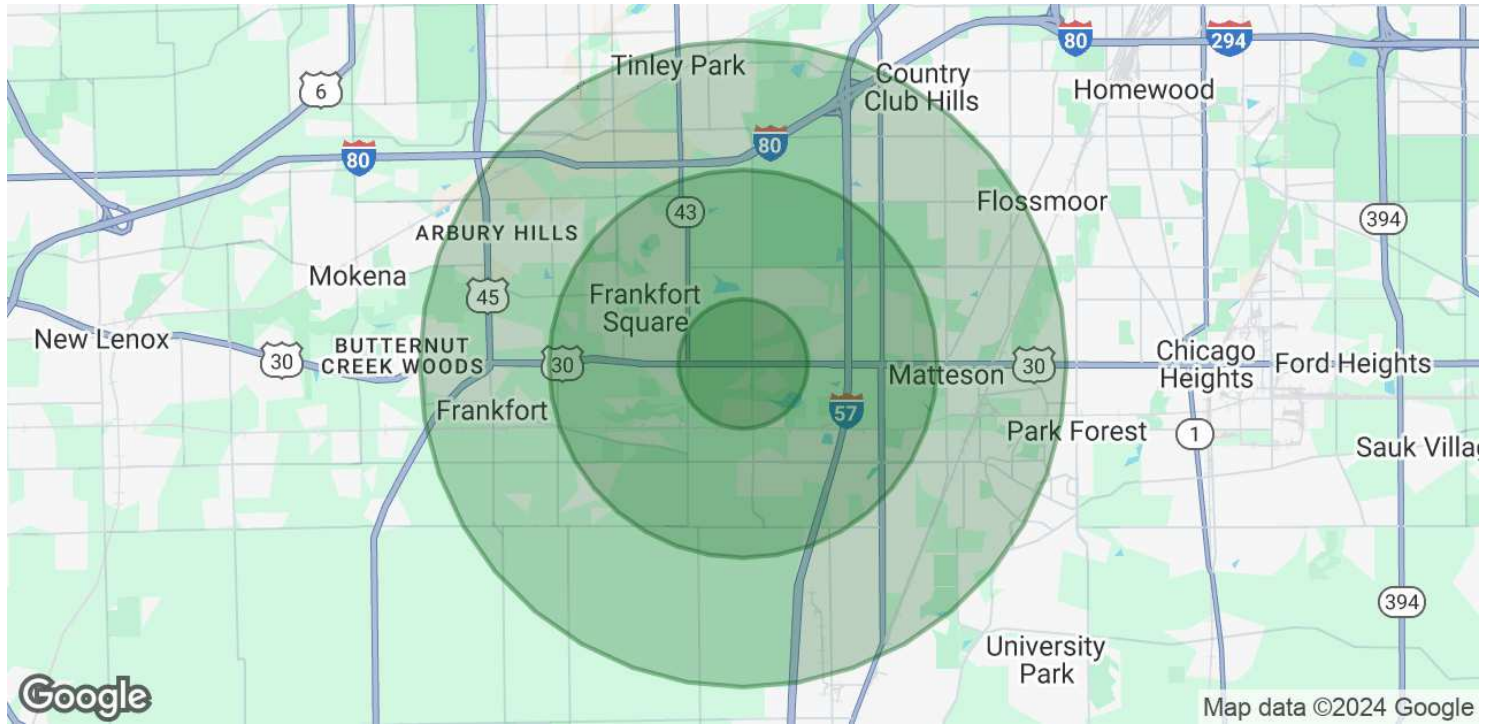 Tinley Park
Country
Club Hills
80
294
Homewood
6
80
80
Flossmoor
43
394
ARBURY HILLS
Mokena
45
Frankfort
Square
New Lenox
30
BUTTERNUT
CREEK WOODS
30
Matteson
30
Chicago
Heights
Ford Heights
Frankfort
57
Park Forest
1
Sauk Villag
394
University
Park
Google
Map data ©2024 Google